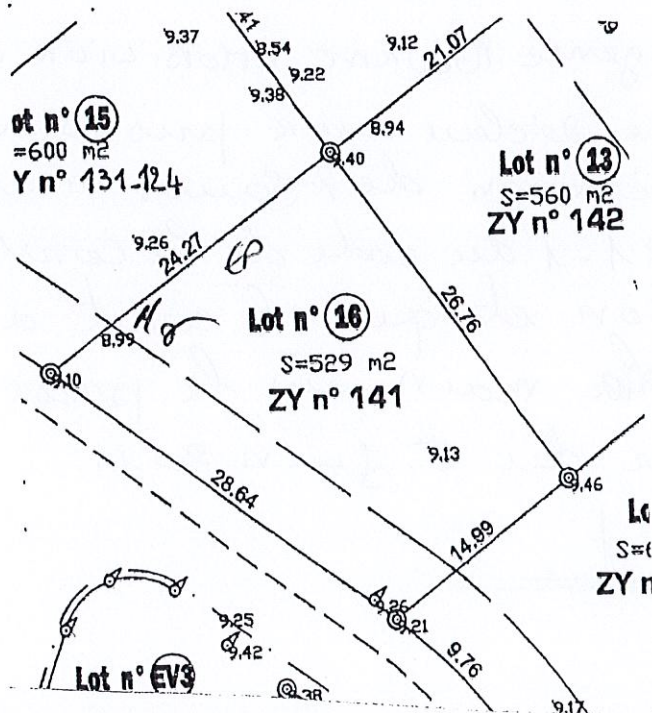 9.37
8.54
9.22
9.38
9.12
21.07
8.94
9.40
ot n° 15
=600 m2
Y n° 131-124
Lot n° 13
S=560 m2
ZY n° 142
9.26
24.27
8.99
9.10
26.76
Lot n° 16
S=529 m2
ZY n° 141
9.13
9.46
28.64
14.99
S=6
ZY n
9.26
9.21
9.76
9.25
9.42
Lot n° EV3
9.38
9.17